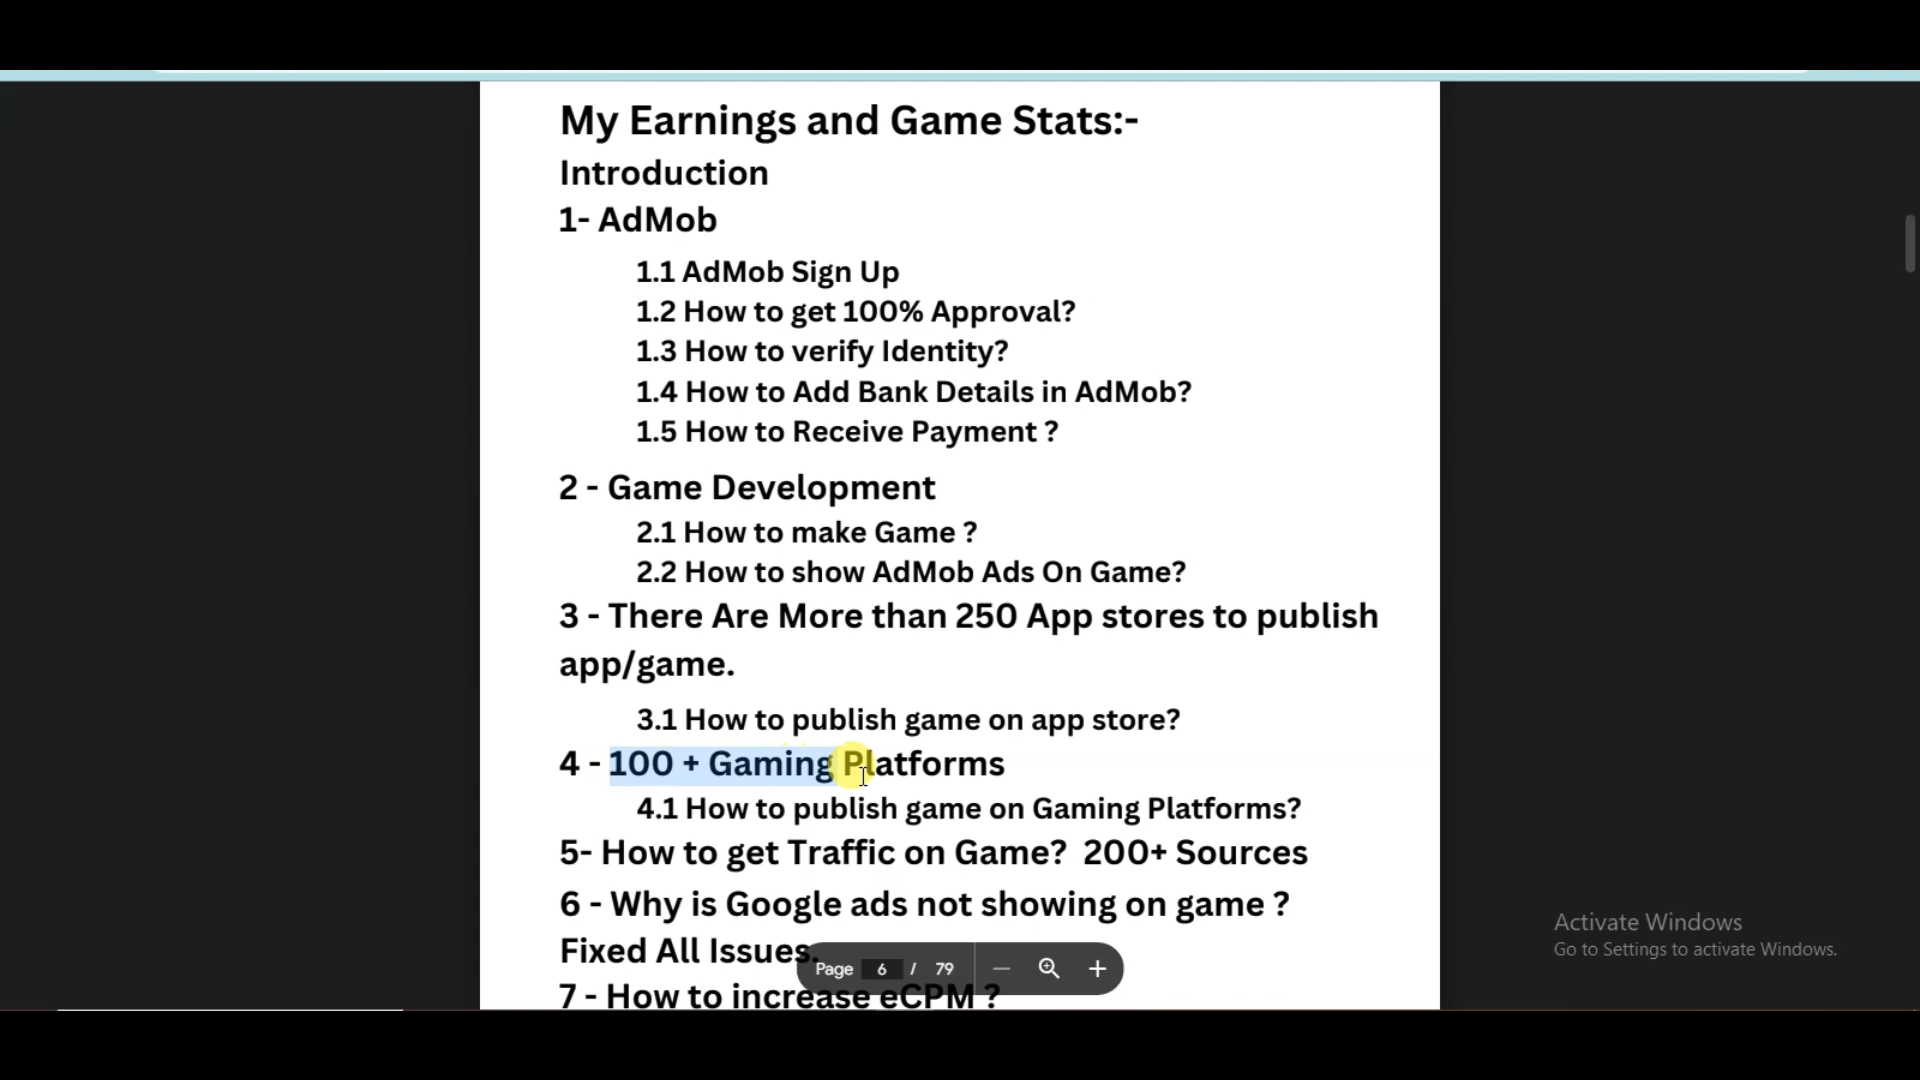 My Earnings and Game Stats:-
Introduction
1- AdMob
1.1 AdMob Sign Up
1.2 How to get 100% Approval?
1.3 How to verify Identity?
1.4 How to Add Bank Details in AdMob?
1.5 How to Receive Payment ?
2 - Game Development
2.1 How to make Game ?
2.2 How to show AdMob Ads On Game?
3 - There Are More than 250 App stores to publish
app/game.
3.1 How to publish game on app store?
4 - 100 + Gaming Platforms
4.1 How to publish game on Gaming Platforms?
5- How to get Traffic on Game?  200+ Sources
6 - Why is Google ads not showing on game ?
Fixed All Issues.
7 - How to increase eCPM ?
Page 6 / 79
Activate Windows
Go to Settings to activate Windows.